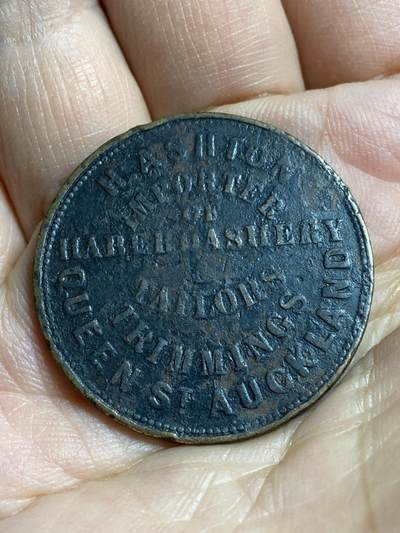 H. ASHTON
IMPORTER
OF
HABERDASHERY
&
TAILORS
TRIMMINGS
QUEEN ST AUCKLAND